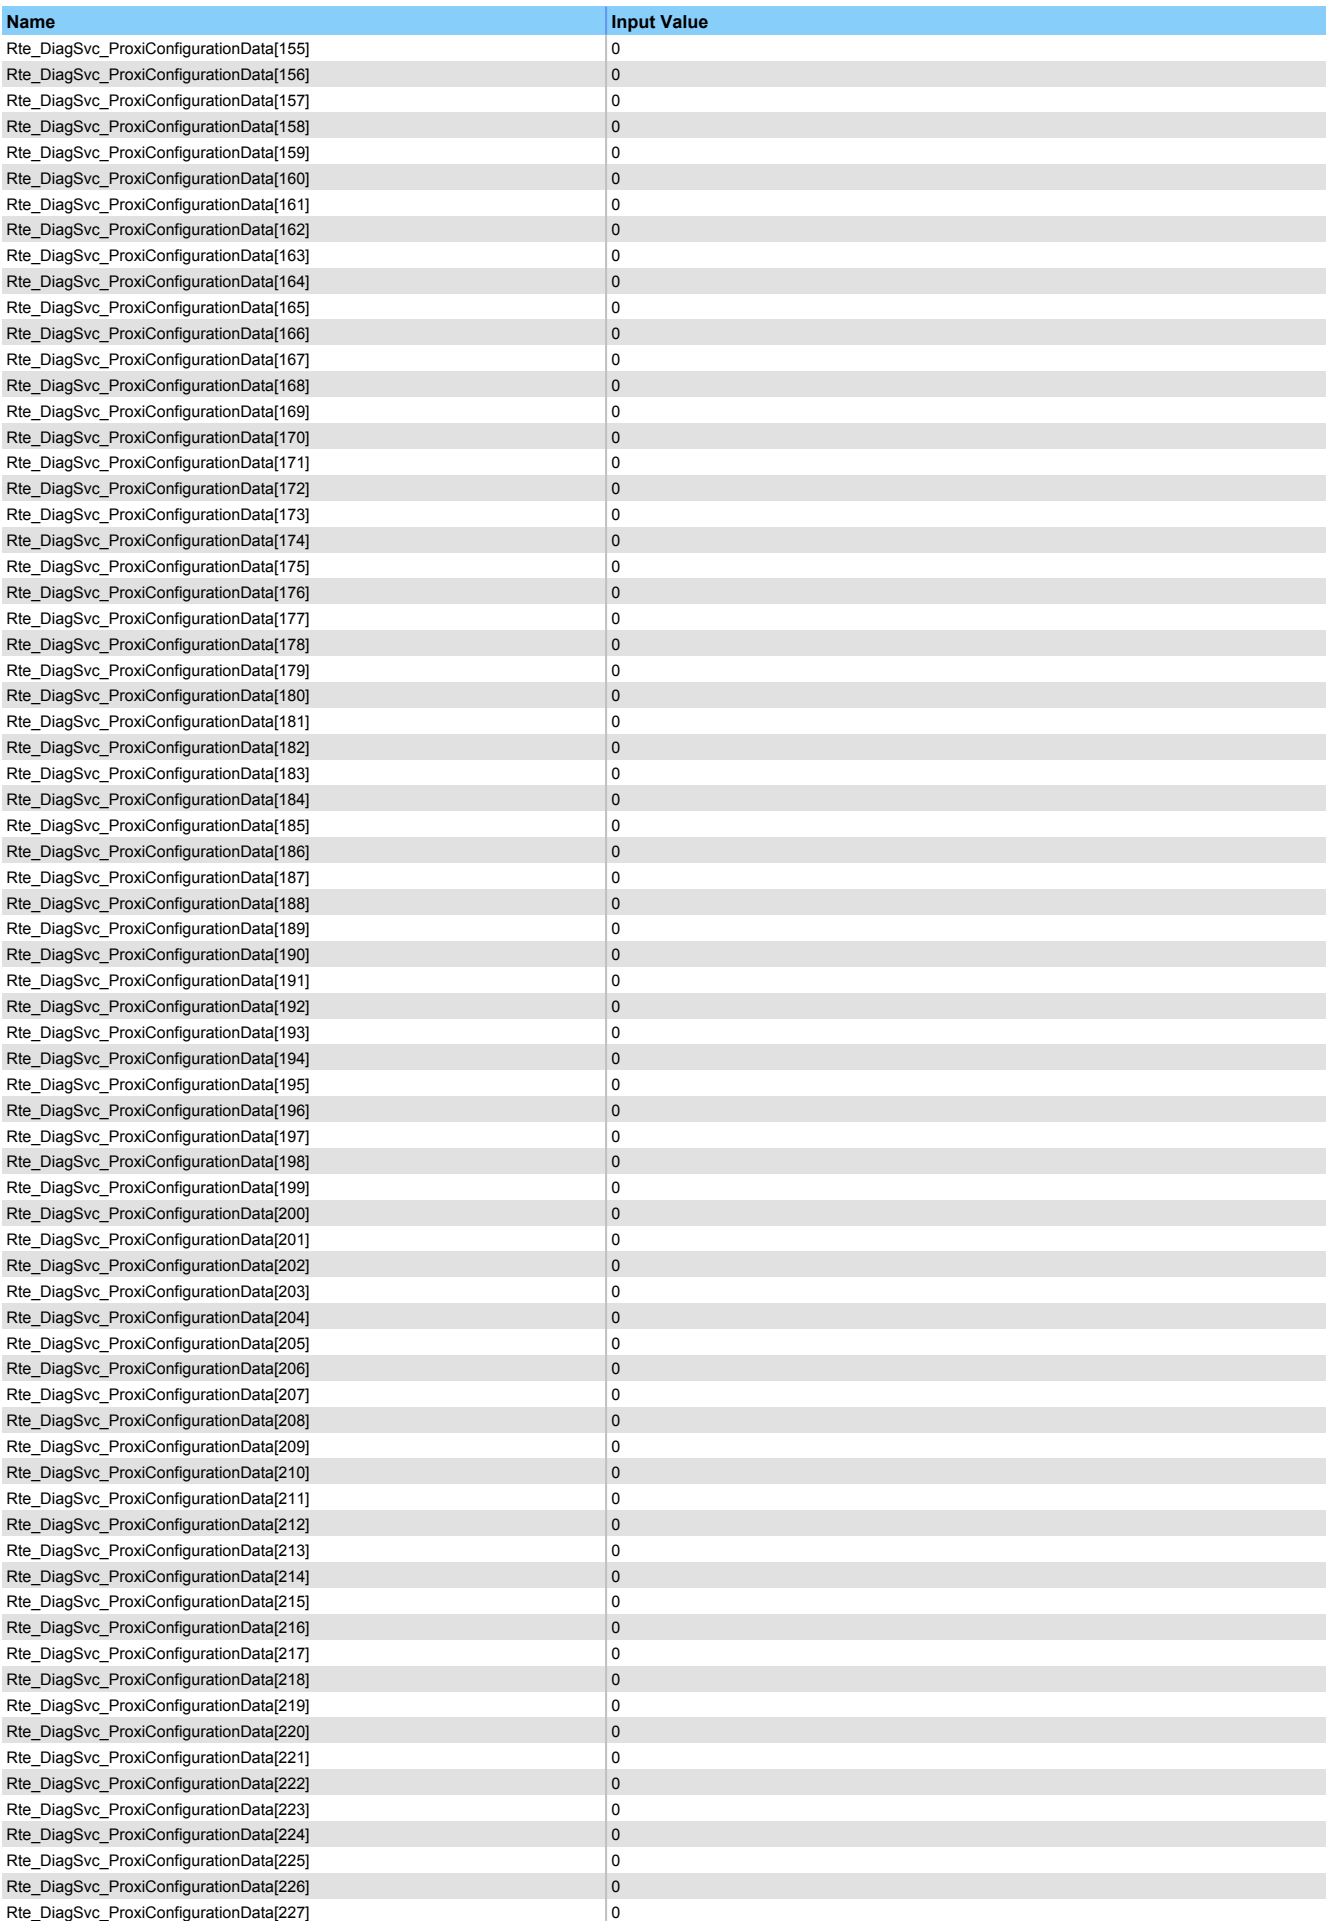 Name Input Value
Rte_DiagSvc_ProxiConfigurationData[155] 0
Rte_DiagSvc_ProxiConfigurationData[156] 0
Rte_DiagSvc_ProxiConfigurationData[157] 0
Rte_DiagSvc_ProxiConfigurationData[158] 0
Rte_DiagSvc_ProxiConfigurationData[159] 0
Rte_DiagSvc_ProxiConfigurationData[160] 0
Rte_DiagSvc_ProxiConfigurationData[161] 0
Rte_DiagSvc_ProxiConfigurationData[162] 0
Rte_DiagSvc_ProxiConfigurationData[163] 0
Rte_DiagSvc_ProxiConfigurationData[164] 0
Rte_DiagSvc_ProxiConfigurationData[165] 0
Rte_DiagSvc_ProxiConfigurationData[166] 0
Rte_DiagSvc_ProxiConfigurationData[167] 0
Rte_DiagSvc_ProxiConfigurationData[168] 0
Rte_DiagSvc_ProxiConfigurationData[169] 0
Rte_DiagSvc_ProxiConfigurationData[170] 0
Rte_DiagSvc_ProxiConfigurationData[171] 0
Rte_DiagSvc_ProxiConfigurationData[172] 0
Rte_DiagSvc_ProxiConfigurationData[173] 0
Rte_DiagSvc_ProxiConfigurationData[174] 0
Rte_DiagSvc_ProxiConfigurationData[175] 0
Rte_DiagSvc_ProxiConfigurationData[176] 0
Rte_DiagSvc_ProxiConfigurationData[177] 0
Rte_DiagSvc_ProxiConfigurationData[178] 0
Rte_DiagSvc_ProxiConfigurationData[179] 0
Rte_DiagSvc_ProxiConfigurationData[180] 0
Rte_DiagSvc_ProxiConfigurationData[181] 0
Rte_DiagSvc_ProxiConfigurationData[182] 0
Rte_DiagSvc_ProxiConfigurationData[183] 0
Rte_DiagSvc_ProxiConfigurationData[184] 0
Rte_DiagSvc_ProxiConfigurationData[185] 0
Rte_DiagSvc_ProxiConfigurationData[186] 0
Rte_DiagSvc_ProxiConfigurationData[187] 0
Rte_DiagSvc_ProxiConfigurationData[188] 0
Rte_DiagSvc_ProxiConfigurationData[189] 0
Rte_DiagSvc_ProxiConfigurationData[190] 0
Rte_DiagSvc_ProxiConfigurationData[191] 0
Rte_DiagSvc_ProxiConfigurationData[192] 0
Rte_DiagSvc_ProxiConfigurationData[193] 0
Rte_DiagSvc_ProxiConfigurationData[194] 0
Rte_DiagSvc_ProxiConfigurationData[195] 0
Rte_DiagSvc_ProxiConfigurationData[196] 0
Rte_DiagSvc_ProxiConfigurationData[197] 0
Rte_DiagSvc_ProxiConfigurationData[198] 0
Rte_DiagSvc_ProxiConfigurationData[199] 0
Rte_DiagSvc_ProxiConfigurationData[200] 0
Rte_DiagSvc_ProxiConfigurationData[201] 0
Rte_DiagSvc_ProxiConfigurationData[202] 0
Rte_DiagSvc_ProxiConfigurationData[203] 0
Rte_DiagSvc_ProxiConfigurationData[204] 0
Rte_DiagSvc_ProxiConfigurationData[205] 0
Rte_DiagSvc_ProxiConfigurationData[206] 0
Rte_DiagSvc_ProxiConfigurationData[207] 0
Rte_DiagSvc_ProxiConfigurationData[208] 0
Rte_DiagSvc_ProxiConfigurationData[209] 0
Rte_DiagSvc_ProxiConfigurationData[210] 0
Rte_DiagSvc_ProxiConfigurationData[211] 0
Rte_DiagSvc_ProxiConfigurationData[212] 0
Rte_DiagSvc_ProxiConfigurationData[213] 0
Rte_DiagSvc_ProxiConfigurationData[214] 0
Rte_DiagSvc_ProxiConfigurationData[215] 0
Rte_DiagSvc_ProxiConfigurationData[216] 0
Rte_DiagSvc_ProxiConfigurationData[217] 0
Rte_DiagSvc_ProxiConfigurationData[218] 0
Rte_DiagSvc_ProxiConfigurationData[219] 0
Rte_DiagSvc_ProxiConfigurationData[220] 0
Rte_DiagSvc_ProxiConfigurationData[221] 0
Rte_DiagSvc_ProxiConfigurationData[222] 0
Rte_DiagSvc_ProxiConfigurationData[223] 0
Rte_DiagSvc_ProxiConfigurationData[224] 0
Rte_DiagSvc_ProxiConfigurationData[225] 0
Rte_DiagSvc_ProxiConfigurationData[226] 0
Rte_DiagSvc_ProxiConfigurationData[227] 0